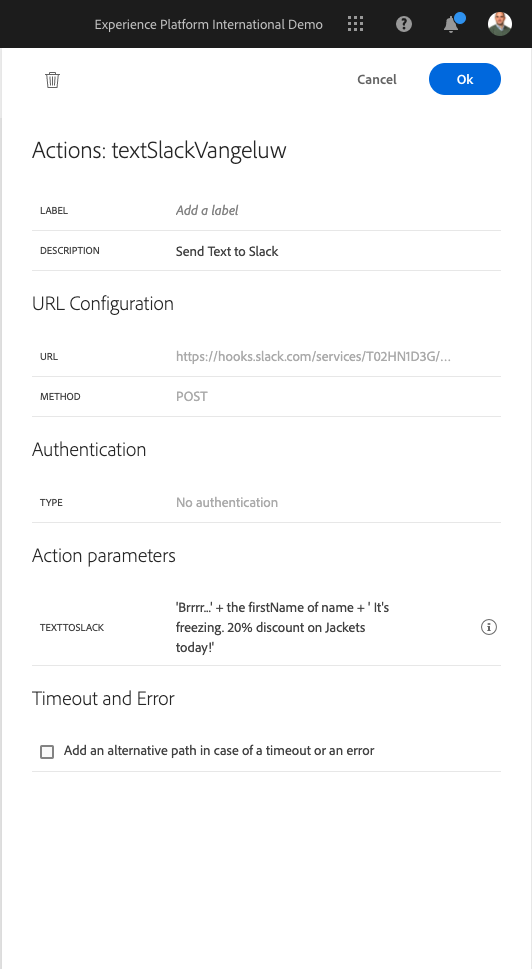 Experience Platform International Demo
Cancel
Ok
Actions: textSlackVangeluw
LABEL
Add a label
DESCRIPTION
Send Text to Slack
URL Configuration
URL
https://hooks.slack.com/services/T02HN1D3G/...
METHOD
POST
Authentication
TYPE
No authentication
Action parameters
TEXTTOSLACK
'Brrrr...' + the firstName of name + ' It's
freezing. 20% discount on Jackets
today!'
Timeout and Error
Add an alternative path in case of a timeout or an error